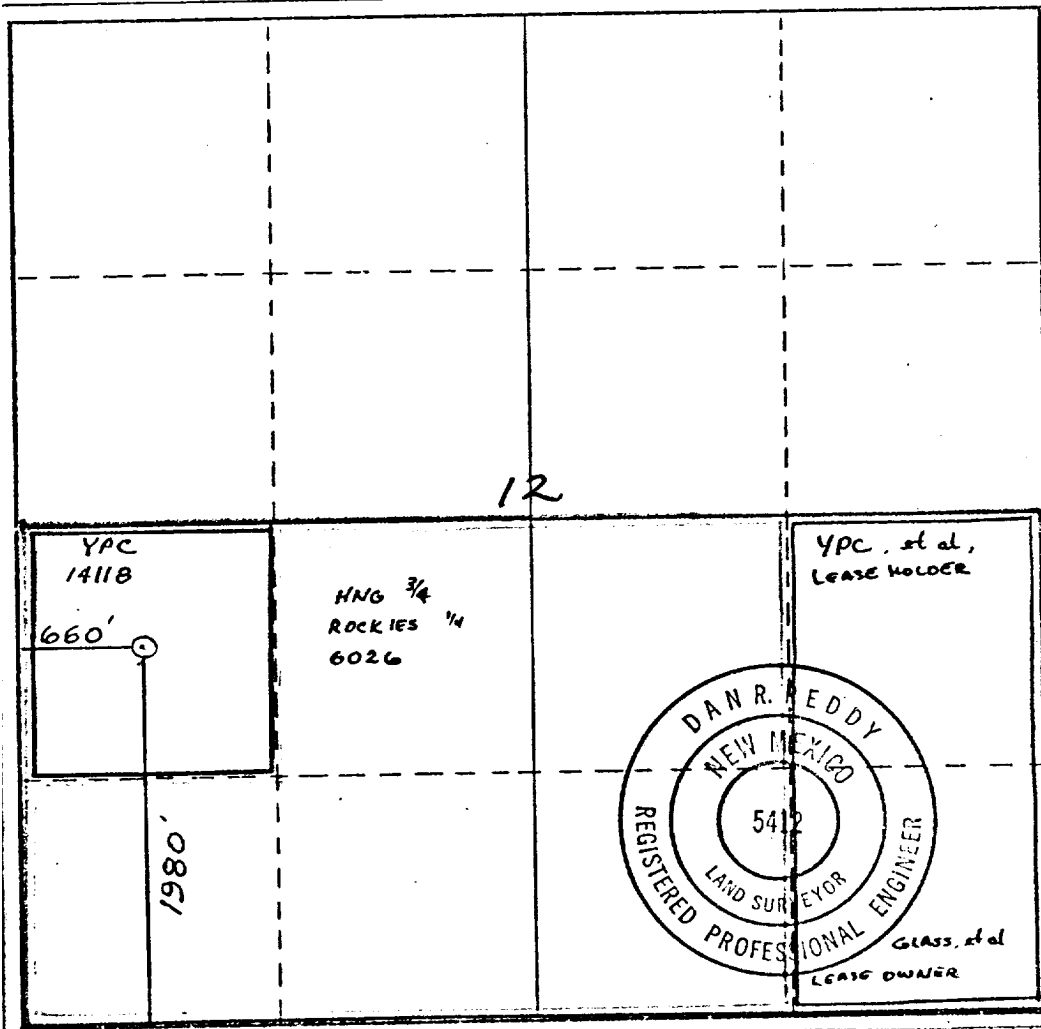 12
YPC
14118
660'
1980'
HNG 3/4
ROCKIES 1/4
6026
YPC, et al,
LEASE HOLDER
DAN R. REDDY
NEW MEXICO
5412
LAND SURVEYOR
REGISTERED PROFESSIONAL ENGINEER
GLASS, et al
LEASE OWNER